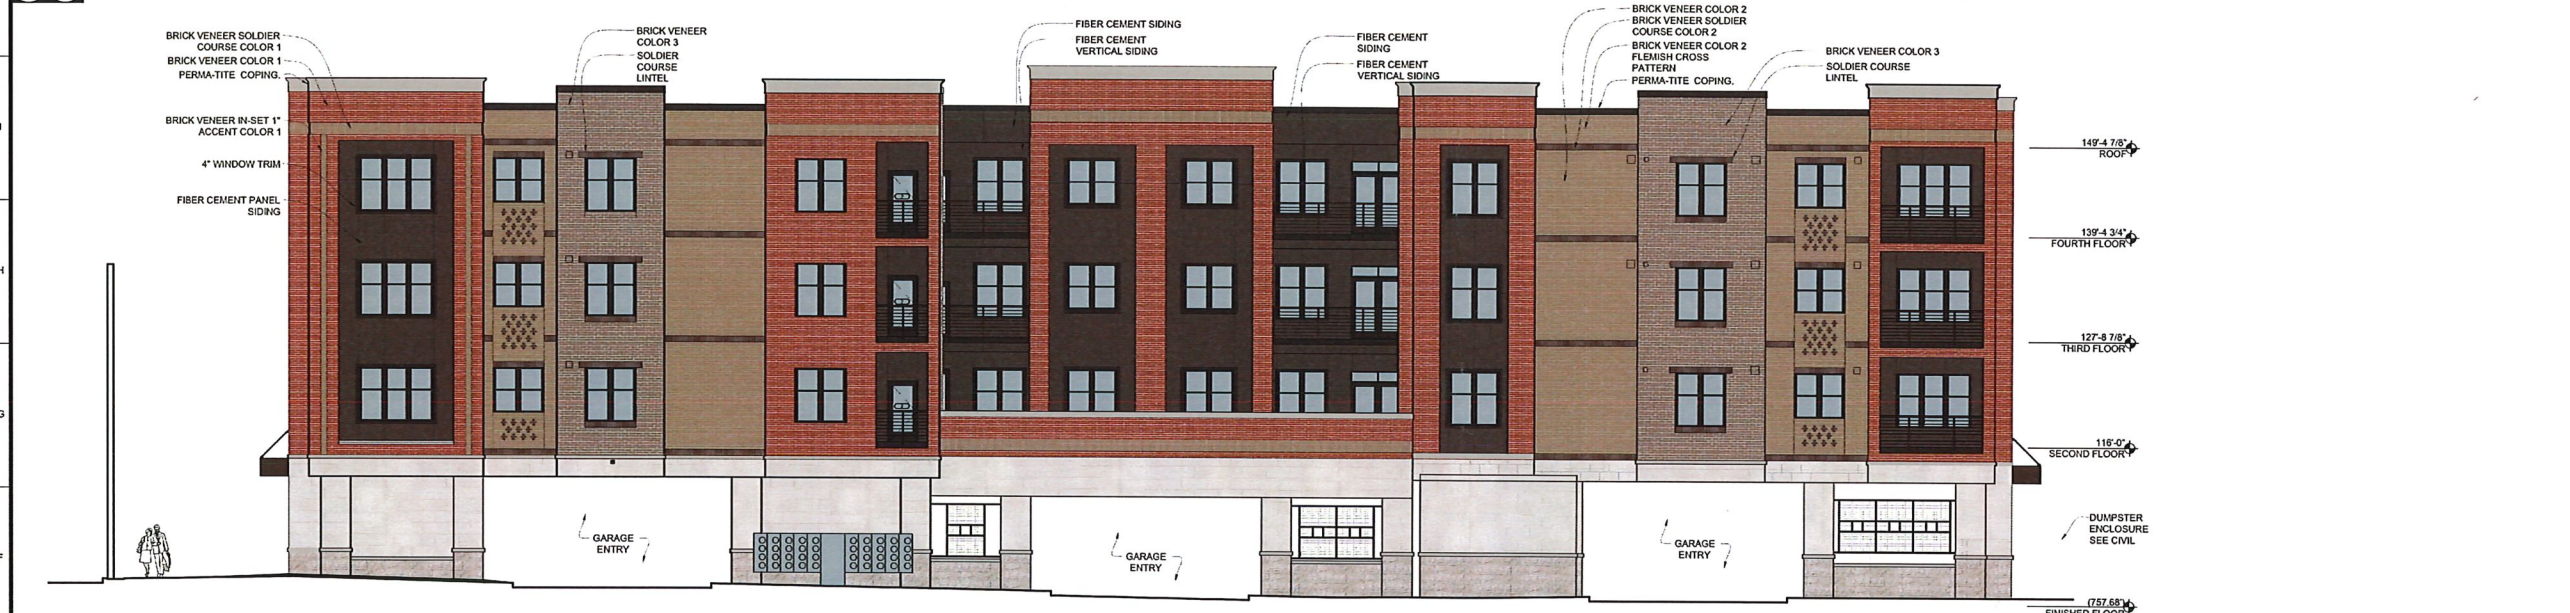 BRICK VENEER SOLDIER
COURSE COLOR 1
BRICK VENEER COLOR 1
PERMA-TITE COPING.
BRICK VENEER IN-SET 1"
ACCENT COLOR 1
4" WINDOW TRIM
FIBER CEMENT PANEL
SIDING
BRICK VENEER
COLOR 3
SOLDIER
COURSE
LINTEL
FIBER CEMENT SIDING
FIBER CEMENT
VERTICAL SIDING
FIBER CEMENT
SIDING
FIBER CEMENT
VERTICAL SIDING
BRICK VENEER COLOR 2
BRICK VENEER SOLDIER
COURSE COLOR 2
BRICK VENEER COLOR 2
FLEMISH CROSS
PATTERN
PERMA-TITE COPING.
BRICK VENEER COLOR 3
SOLDIER COURSE
LINTEL
149'-4 7/8"
ROOF
139'-4 3/4"
FOURTH FLOOR
127'-8 7/8"
THIRD FLOOR
116'-0"
SECOND FLOOR
GARAGE
ENTRY
GARAGE
ENTRY
GARAGE
ENTRY
DUMPSTER
ENCLOSURE
SEE CIVIL
(757.68')
FINISHED FLOOR
H
G
F